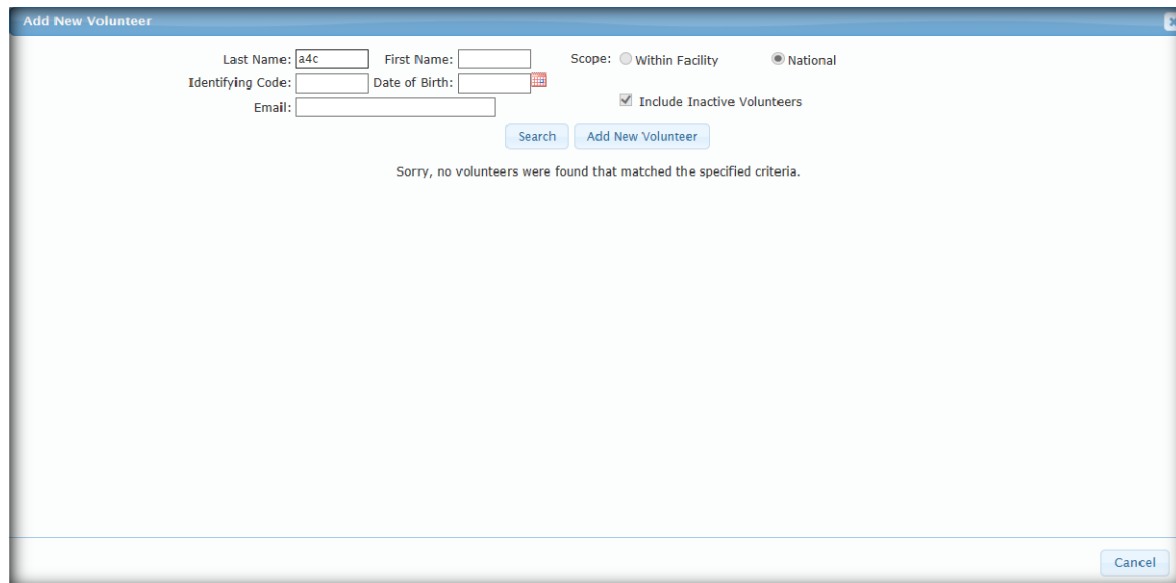 Add New Volunteer
Last Name: a4c First Name: Scope: Within Facility National
Identifying Code: Date of Birth:
Include Inactive Volunteers
Email:
Search Add New Volunteer
Sorry, no volunteers were found that matched the specified criteria.
Cancel